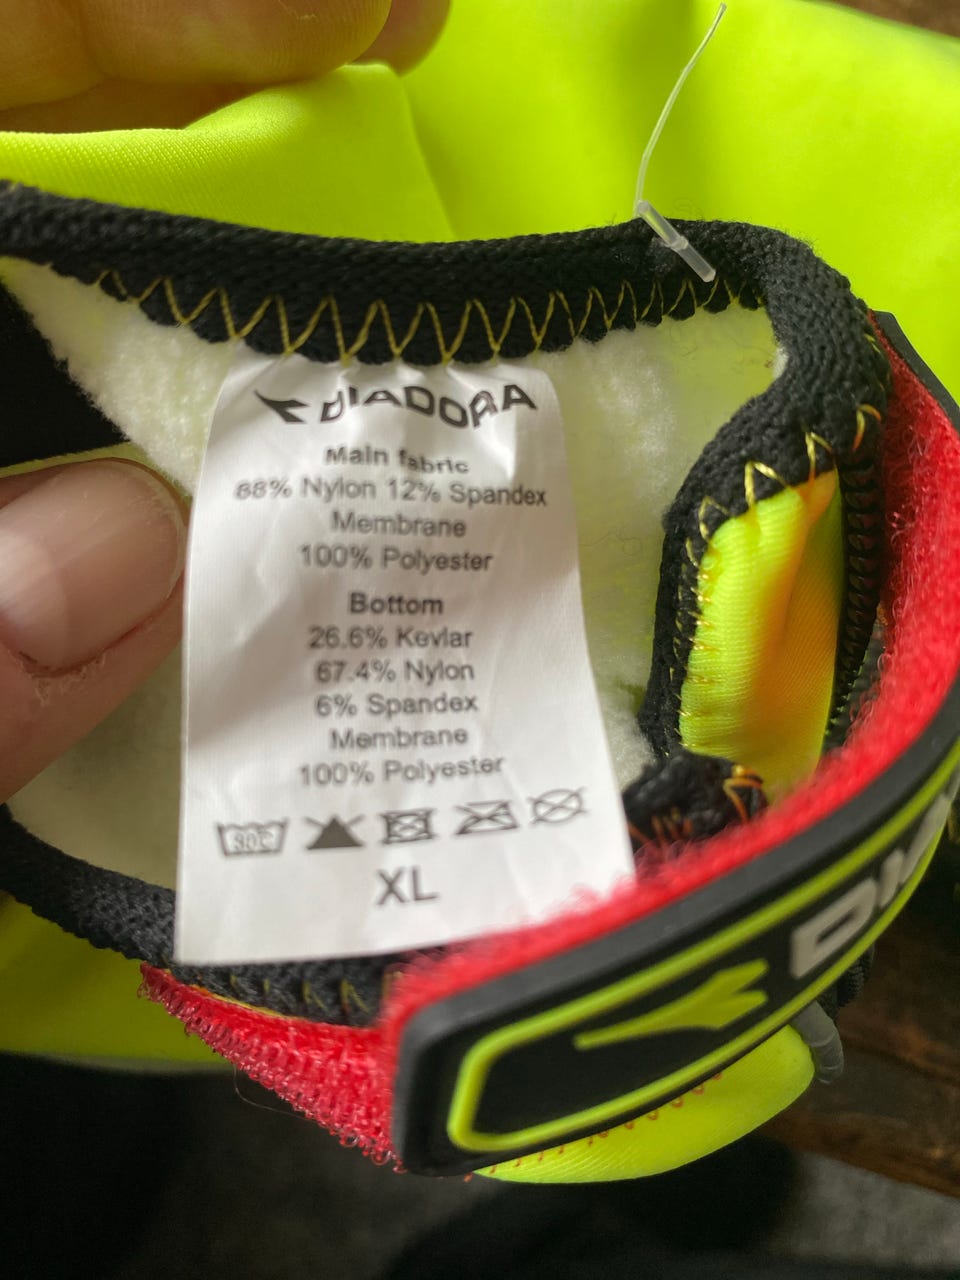 DIADORA
Main fabric
88% Nylon 12% Spandex
Membrane
100% Polyester
Bottom
26.6% Kevlar
67.4% Nylon
6% Spandex
Membrane
100% Polyester
30C
XL